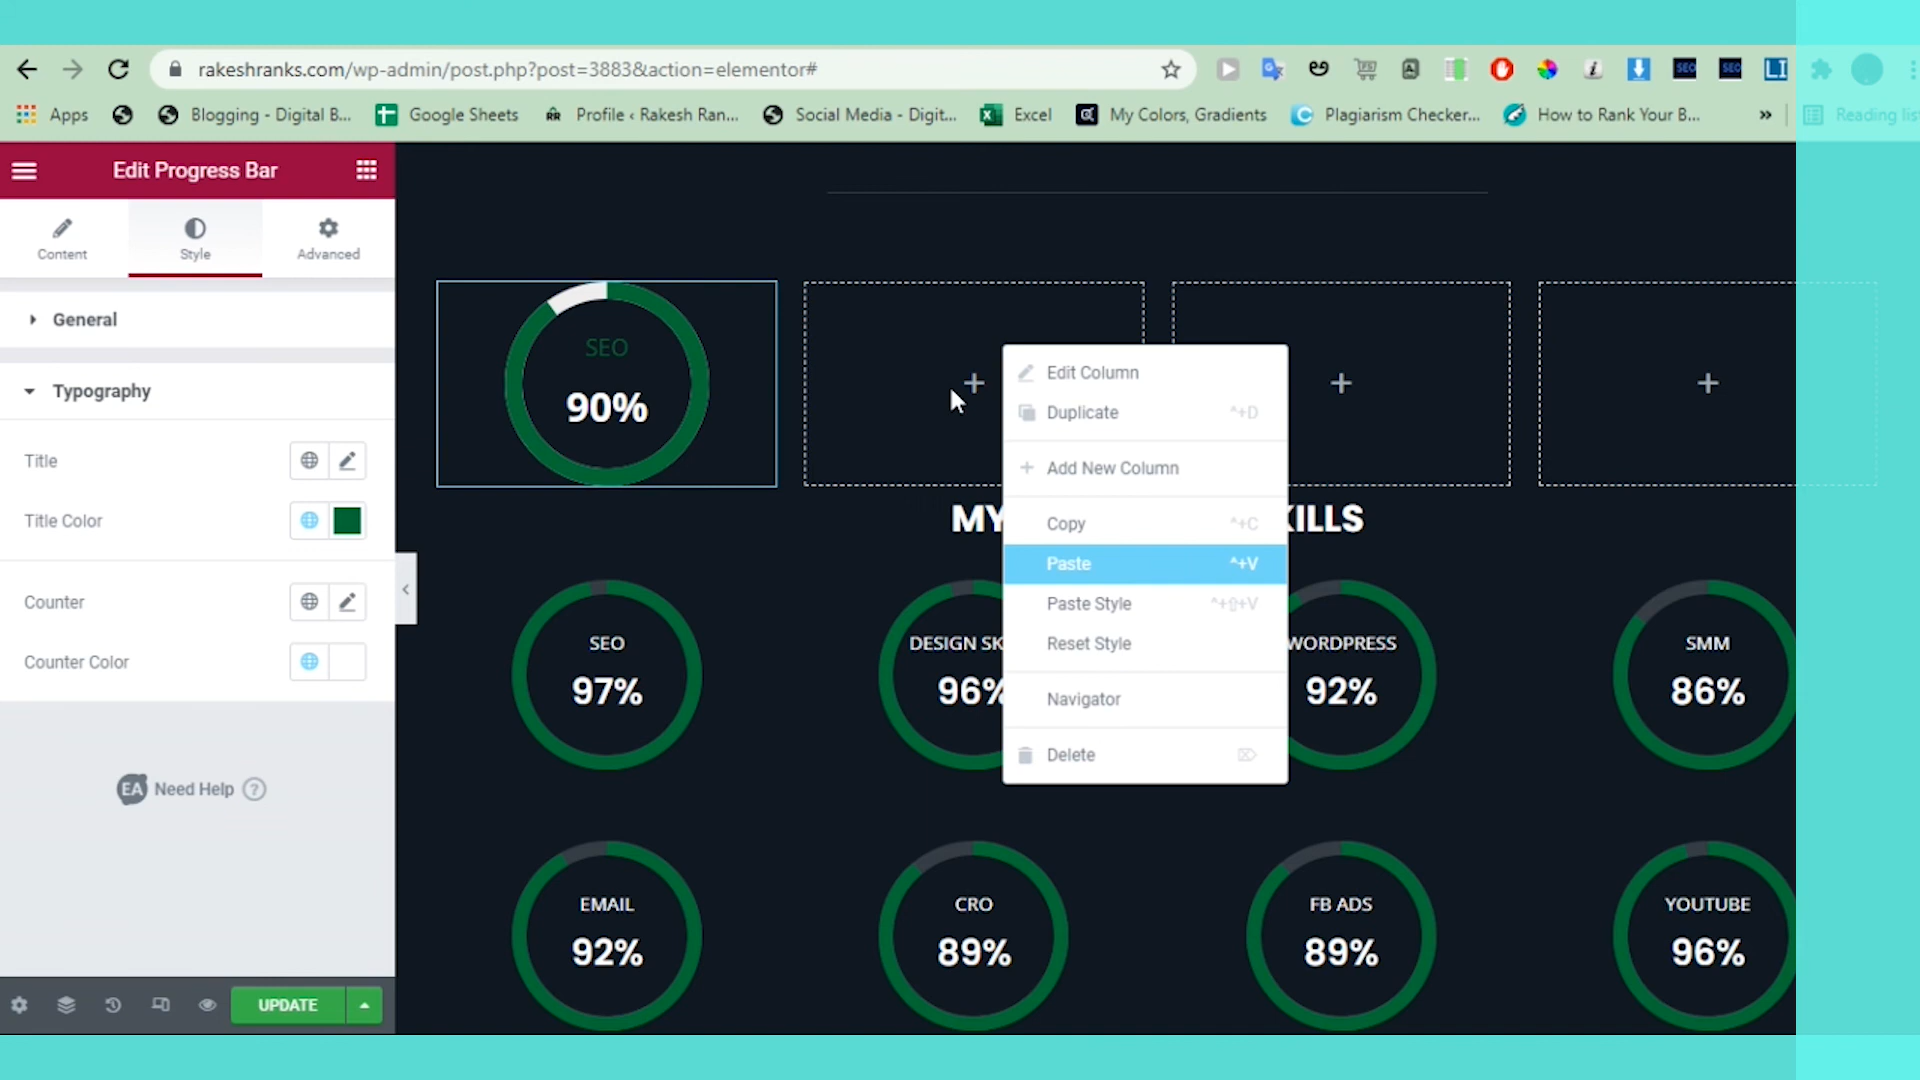 rakeshranks.com/wp-admin/post.php?post=3883&action=elementor#
Apps
Blogging - Digital B...
Google Sheets
Profile ‹ Rakesh Ran...
Social Media - Digit...
Excel
My Colors, Gradients
Plagiarism Checker...
How to Rank Your B...
»
Reading list
Edit Progress Bar
Content
Style
Advanced
General
Typography
Title
Title Color
Counter
Counter Color
EA Need Help ?
UPDATE
SEO
90%
Edit Column
Duplicate ^+D
Add New Column
Copy ^+C
Paste ^+V
Paste Style ^+⇧+V
Reset Style
Navigator
Delete ⌦
MY
KILLS
SEO
97%
DESIGN SK
96%
WORDPRESS
92%
SMM
86%
EMAIL
92%
CRO
89%
FB ADS
89%
YOUTUBE
96%